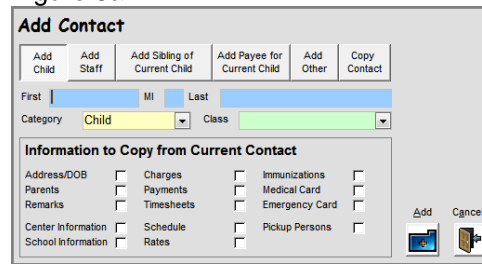 Add Contact
Add Child
Add Staff
Add Sibling of Current Child
Add Payee for Current Child
Add Other
Copy Contact
First MI Last
Category Child Class
Information to Copy from Current Contact
Address/DOB Charges Immunizations
Parents Payments Medical Card
Remarks Timesheets Emergency Card
Center Information Schedule Pickup Persons
School Information Rates
Add Cancel